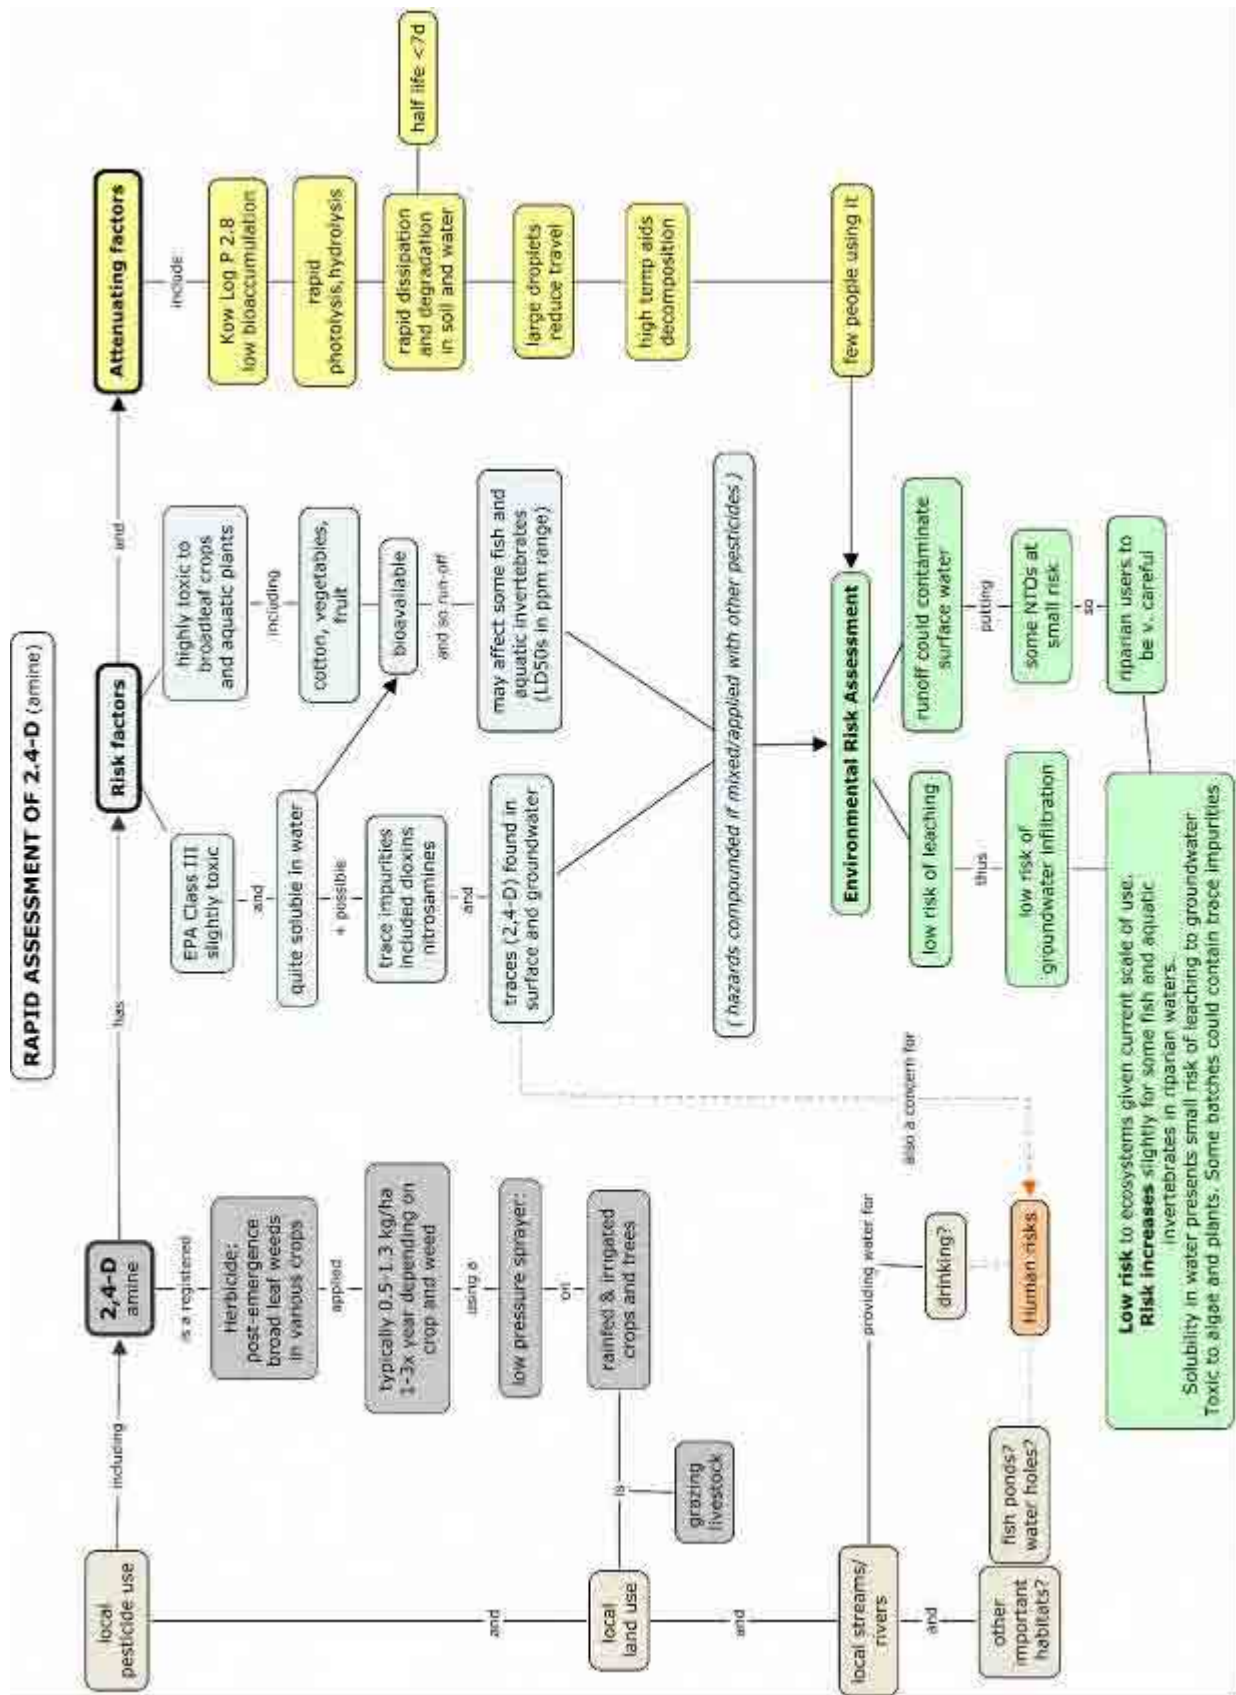 RAPID ASSESSMENT OF 2.4-D (amine)
local
pesticide use
including
2,4-D
amine
has
Risk factors
and
Attenuating factors
is a registered
Herbicide;
post-emergence
broad leaf weeds
in various crops
applied
typically 0.5-1.3 kg/ha
1-3x year depending on
crop and weed
using a
low pressure sprayer:
on
rainfed & irrigated
crops and trees
is
grazing
livestock
and
local
land use
and
local streams/
rivers
and
other
important
habitats?
fish ponds?
water holes?
providing water for
drinking?
Human risks
also a concern for
EPA Class III
slightly toxic
and
quite soluble in water
+ possible
trace impurities
included dioxins
nitrosamines
and
traces (2,4-D) found in
surface and groundwater
highly toxic to
broadleaf crops
and aquatic plants
including
cotton, vegetables,
fruit
bioavailable
and so run-off
may affect some fish and
aquatic invertebrates
(LD50s in ppm range)
( hazards compounded if mixed/applied with other pesticides )
include:
Kow Log P 2.8
low bioaccumulation
rapid
photolysis,hydrolysis
rapid dissipation
and degradation
in soil and water
half life <7d
large droplets
reduce travel
high temp aids
decomposition
few people using it
Environmental Risk Assessment
low risk of leaching
thus
low risk of
groundwater infiltration
runoff could contaminate
surface water
putting
some NTOs at
small risk
so
riparian users to
be v. careful
Low risk to ecosystems given current scale of use.
Risk increases slightly for some fish and aquatic
invertebrates in riparian waters.
Solubility in water presents small risk of leaching to groundwater
Toxic to algae and plants. Some batches could contain trace impurities